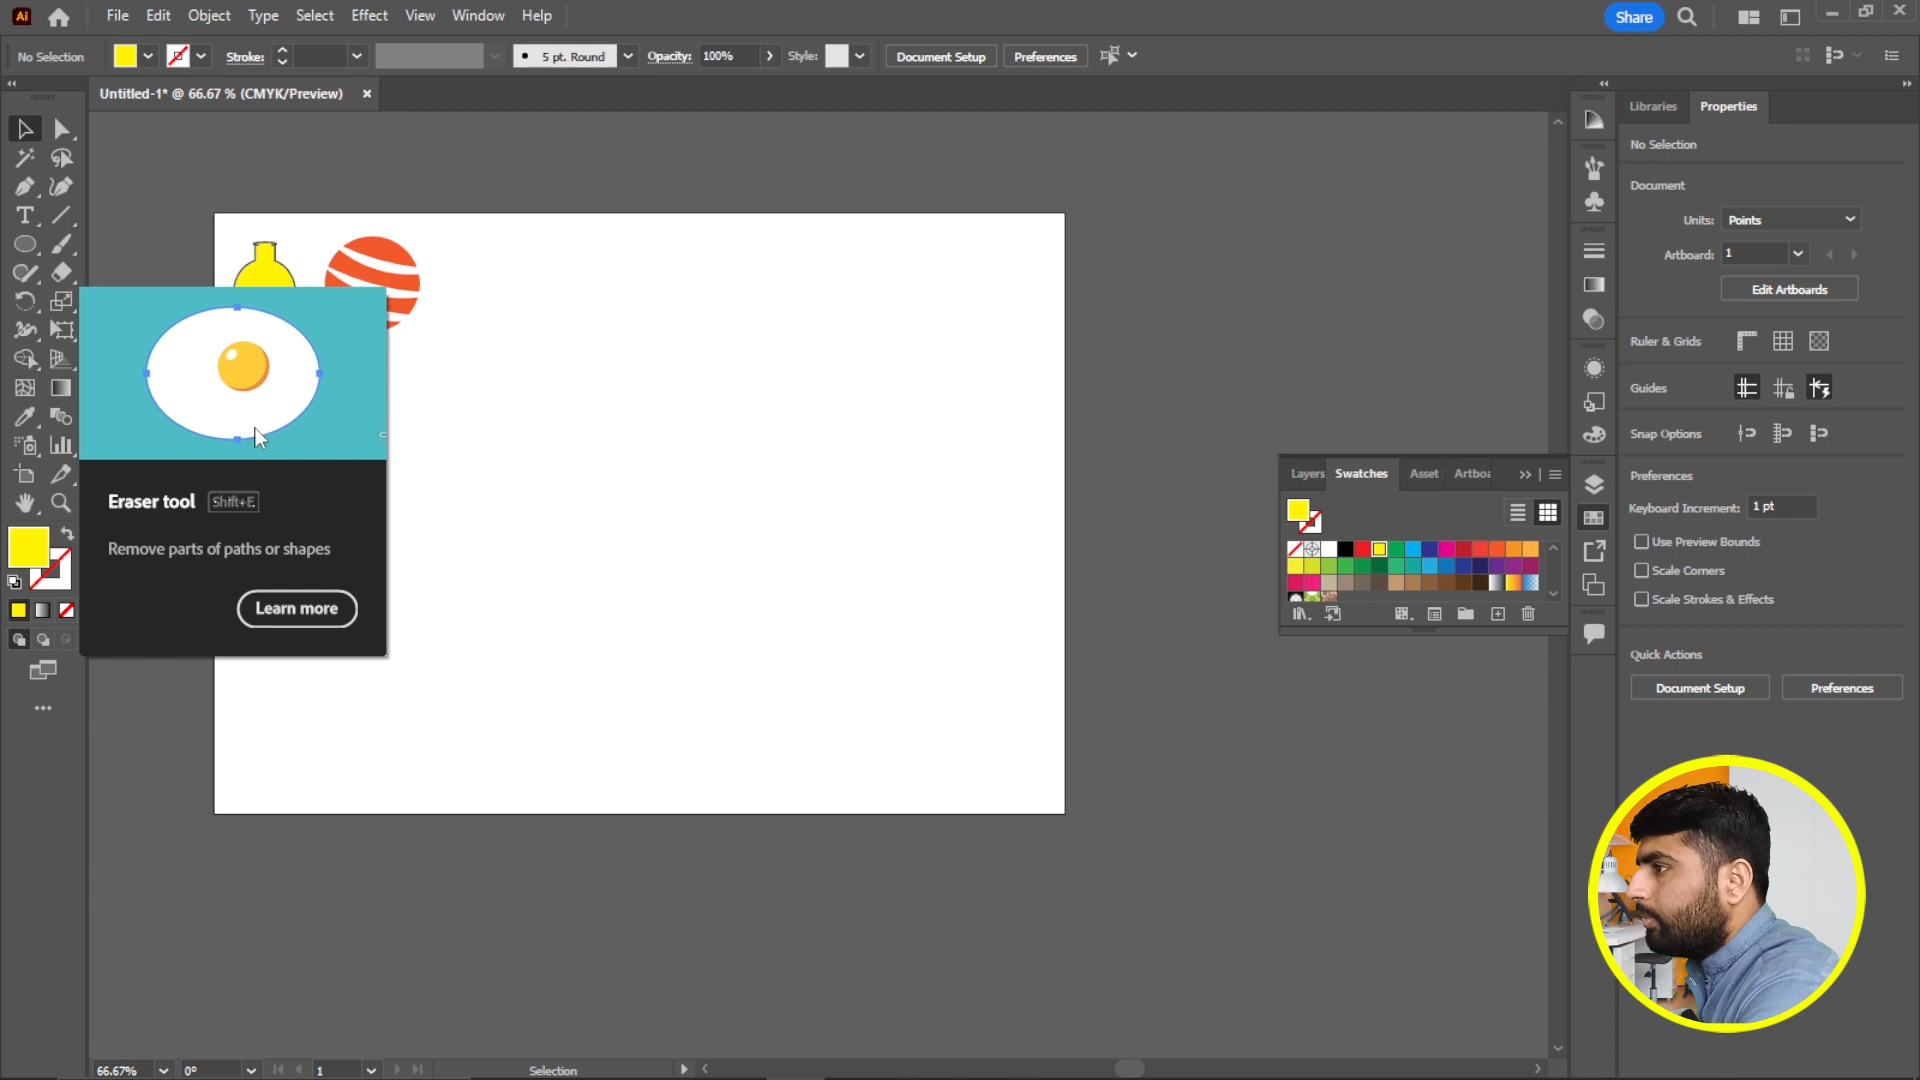 Ai
File Edit Object Type Select Effect View Window Help
Share
No Selection
Stroke:
5 pt. Round
Opacity: 100%
Style:
Document Setup
Preferences
Untitled-1* @ 66.67 % (CMYK/Preview)
Libraries
Properties
No Selection
Document
Units: Points
Artboard: 1
Edit Artboards
Ruler & Grids
Guides
Snap Options
Preferences
Keyboard Increment: 1 pt
Use Preview Bounds
Scale Corners
Scale Strokes & Effects
Quick Actions
Document Setup
Preferences
Layers Swatches Asset Artboa
Eraser tool Shift+E
Remove parts of paths or shapes
Learn more
66.67% 0° 1 Selection